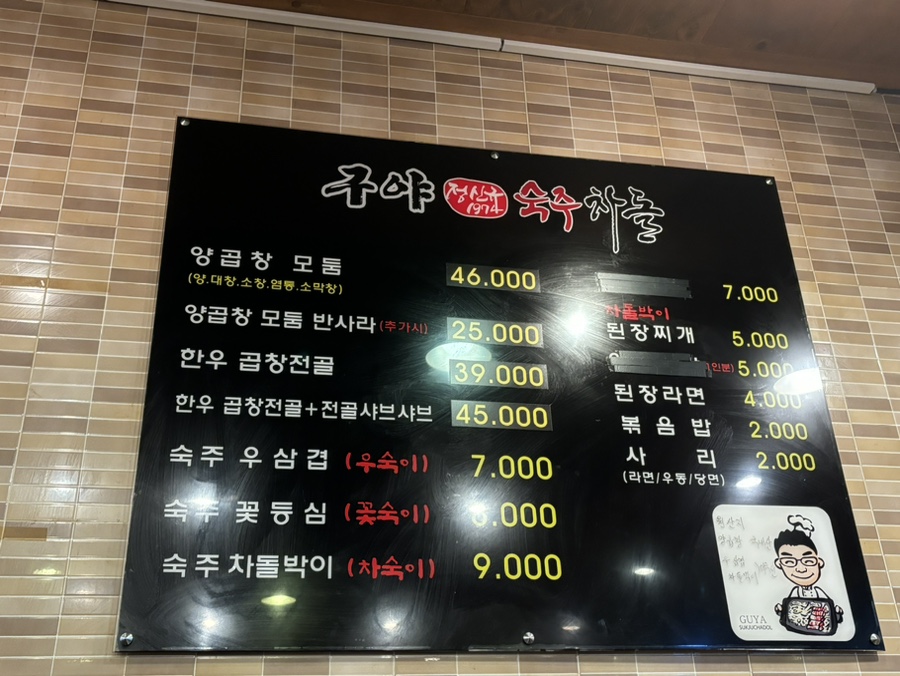 구야 정산구 1974 숙주차돌
양곱창 모둠 46.000
(양.대창.소창.염통.소막창)
양곱창 모둠 반사라 (추가시) 25.000
한우 곱창전골 39.000
한우 곱창전골+전골샤브샤브 45.000
숙주 우삼겹 (우숙이) 7.000
숙주 꽃등심 (꽃숙이) .000
숙주 차돌박이 (차숙이) 9.000
7.000
차돌박이
된장찌개 5.000
인분) 5.000
된장라면 4.000
볶음밥 2.000
사리 2.000
(라면/우동/당면)
GUYA
SUKJUCHADOL